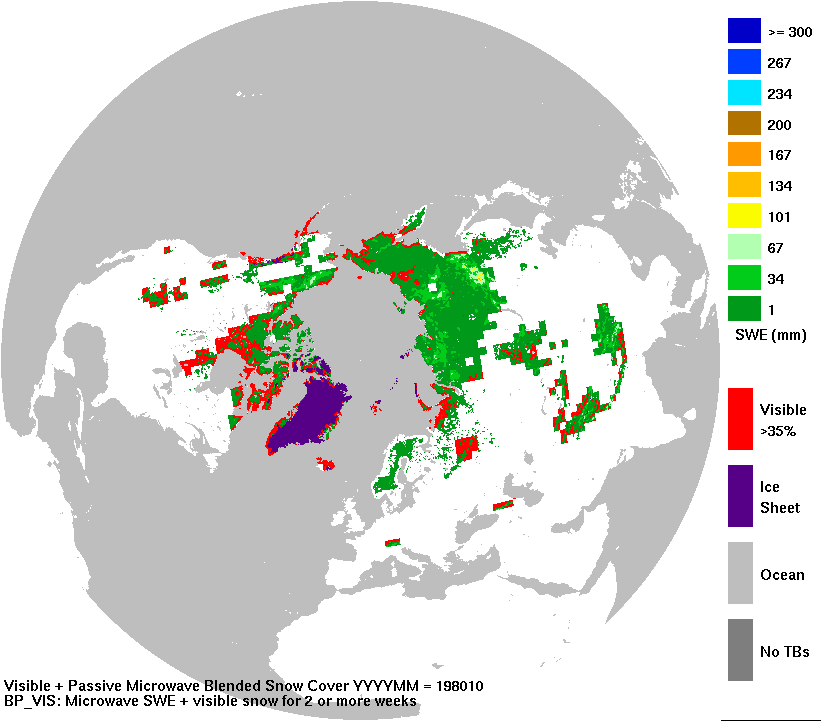 >= 300
267
234
200
167
134
101
67
34
1
SWE (mm)
Visible
>35%
Ice
Sheet
Ocean
No TBs
Visible + Passive Microwave Blended Snow Cover YYYYMM = 198010
BP_VIS: Microwave SWE + visible snow for 2 or more weeks